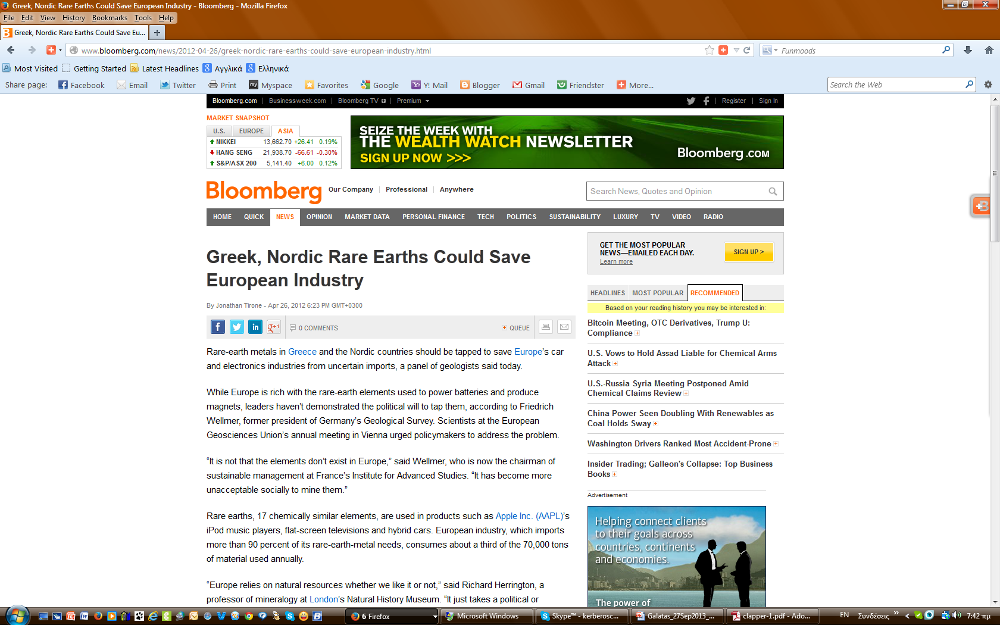 Greek, Nordic Rare Earths Could Save European Industry - Bloomberg - Mozilla Firefox
File Edit View History Bookmarks Tools Help
Greek, Nordic Rare Earths Could Save Eu...
www.bloomberg.com/news/2012-04-26/greek-nordic-rare-earths-could-save-european-industry.html
Funmoods
Most Visited Getting Started Latest Headlines Αγγλικά Ελληνικά
Share page: Facebook Email Twitter Print Myspace Favorites Google Y! Mail Blogger Gmail Friendster More...
Search the Web
Bloomberg.com | Businessweek.com | Bloomberg TV | Premium
| Register | Sign In
MARKET SNAPSHOT
U.S. EUROPE ASIA
NIKKEI 13,662.70 +26.41 0.19%
HANG SENG 21,938.70 -66.61 -0.30%
S&P/ASX 200 5,141.40 +6.00 0.12%
SEIZE THE WEEK WITH
THE WEALTH WATCH NEWSLETTER
SIGN UP NOW >>>
Bloomberg.COM
Bloomberg
Our Company | Professional | Anywhere
Search News, Quotes and Opinion
HOME QUICK NEWS OPINION MARKET DATA PERSONAL FINANCE TECH POLITICS SUSTAINABILITY LUXURY TV VIDEO RADIO
Greek, Nordic Rare Earths Could Save
European Industry
By Jonathan Tirone - Apr 26, 2012 6:23 PM GMT+0300
0 COMMENTS
QUEUE
Rare-earth metals in Greece and the Nordic countries should be tapped to save Europe’s car
and electronics industries from uncertain imports, a panel of geologists said today.
While Europe is rich with the rare-earth elements used to power batteries and produce
magnets, leaders haven’t demonstrated the political will to tap them, according to Friedrich
Wellmer, former president of Germany’s Geological Survey. Scientists at the European
Geosciences Union’s annual meeting in Vienna urged policymakers to address the problem.
“It is not that the elements don’t exist in Europe,” said Wellmer, who is now the chairman of
sustainable management at France’s Institute for Advanced Studies. “It has become more
unacceptable socially to mine them.”
Rare earths, 17 chemically similar elements, are used in products such as Apple Inc. (AAPL)’s
iPod music players, flat-screen televisions and hybrid cars. European industry, which imports
more than 90 percent of its rare-earth-metal needs, consumes about a third of the 70,000 tons
of material used annually.
“Europe relies on natural resources whether we like it or not,” said Richard Herrington, a
professor of mineralogy at London’s Natural History Museum. “It just takes a political or
GET THE MOST POPULAR
NEWS—EMAILED EACH DAY.
Learn more
SIGN UP >
HEADLINES MOST POPULAR RECOMMENDED
Based on your reading history you may be interested in:
Bitcoin Meeting, OTC Derivatives, Trump U:
Compliance
U.S. Vows to Hold Assad Liable for Chemical Arms
Attack
U.S.-Russia Syria Meeting Postponed Amid
Chemical Claims Review
China Power Seen Doubling With Renewables as
Coal Holds Sway
Washington Drivers Ranked Most Accident-Prone
Insider Trading; Galleon's Collapse: Top Business
Books
Advertisement
Helping connect clients
to their goals across
countries, continents
and economies.
The power of
6 Firefox
Microsoft Windows
Skype™ - kerberosc...
Galatas_27Sep2013_...
clapper-1.pdf - Ado...
EN Συνδέσεις » 7:42 πμ